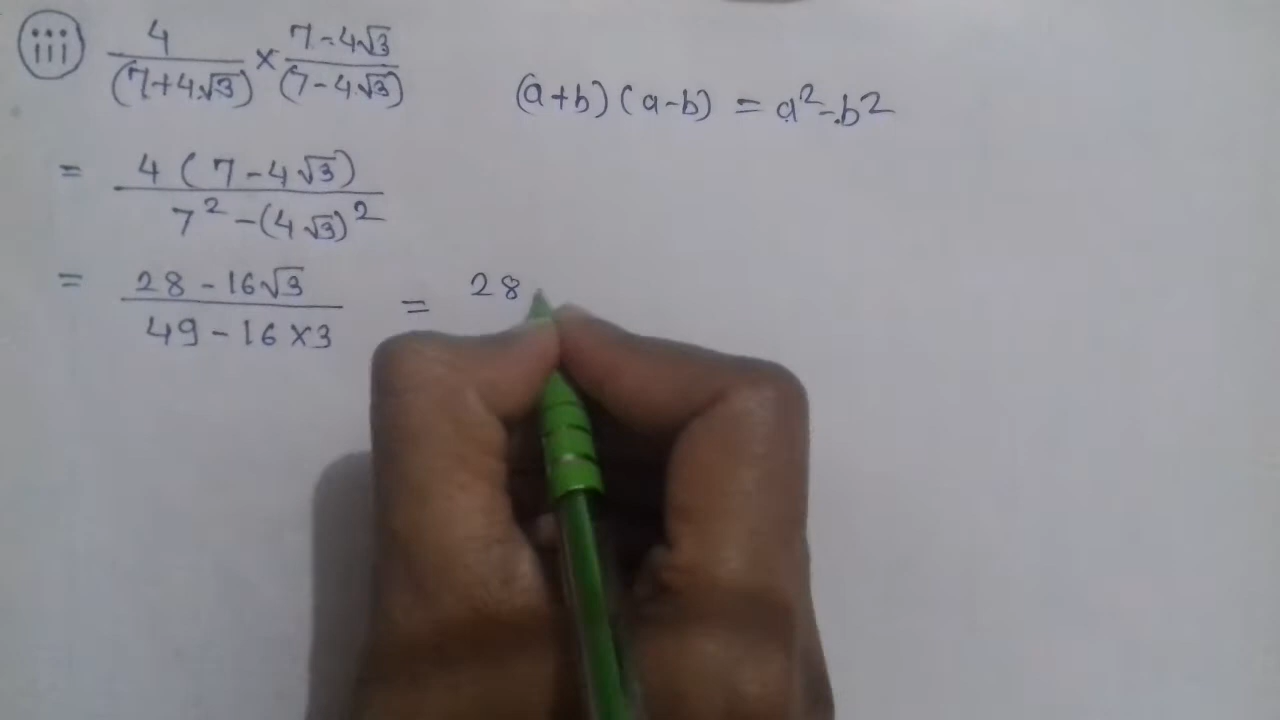 (iii) 4/(7+4√3) × 7-4√3/(7-4√3)
(a+b)(a-b) = a²-b²
= 4(7-4√3)/7²-(4√3)²
= 28-16√3/49-16×3 = 28